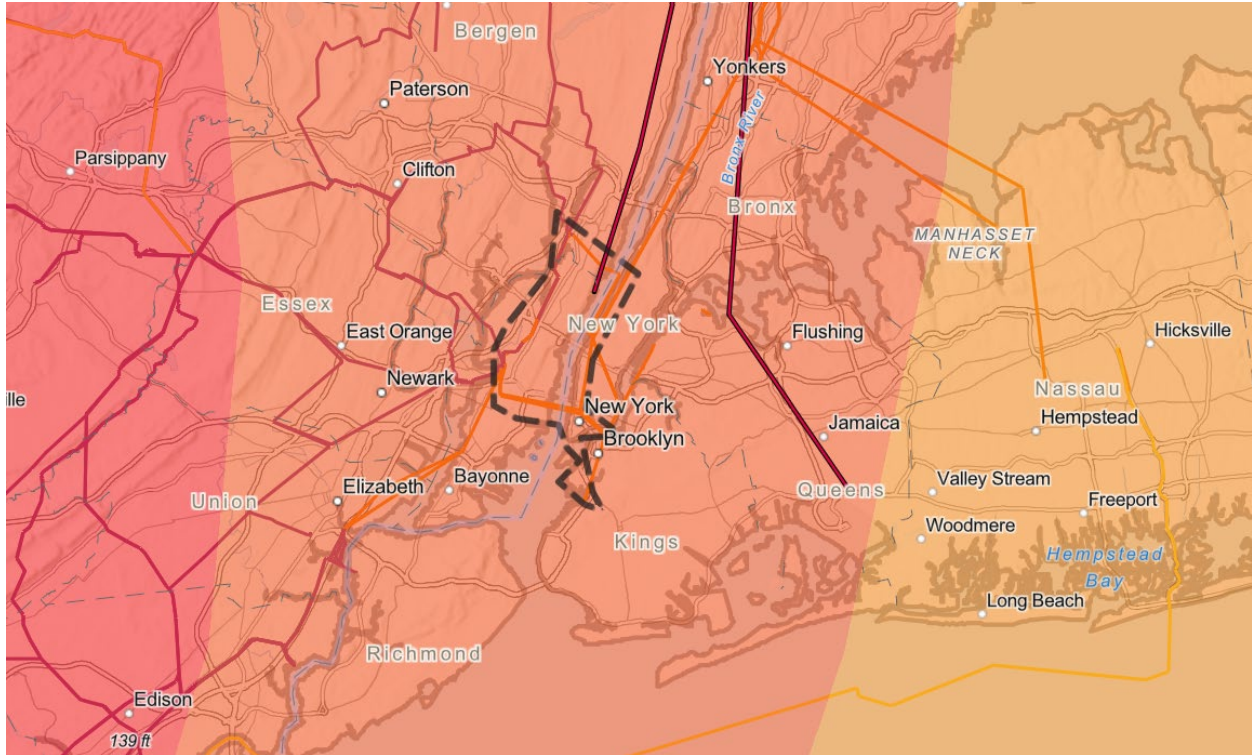 Bergen
Yonkers
Paterson
Parsippany
Bronx River
Clifton
Bronx
MANHASSET
NECK
Essex
New York
East Orange
Flushing
Hicksville
Newark
Nassau
ille
New York
Hempstead
Jamaica
Brooklyn
Elizabeth
Bayonne
Union
Queens
Valley Stream
Freeport
Woodmere
Kings
Hempstead
Bay
Long Beach
Richmond
Edison
139 ft